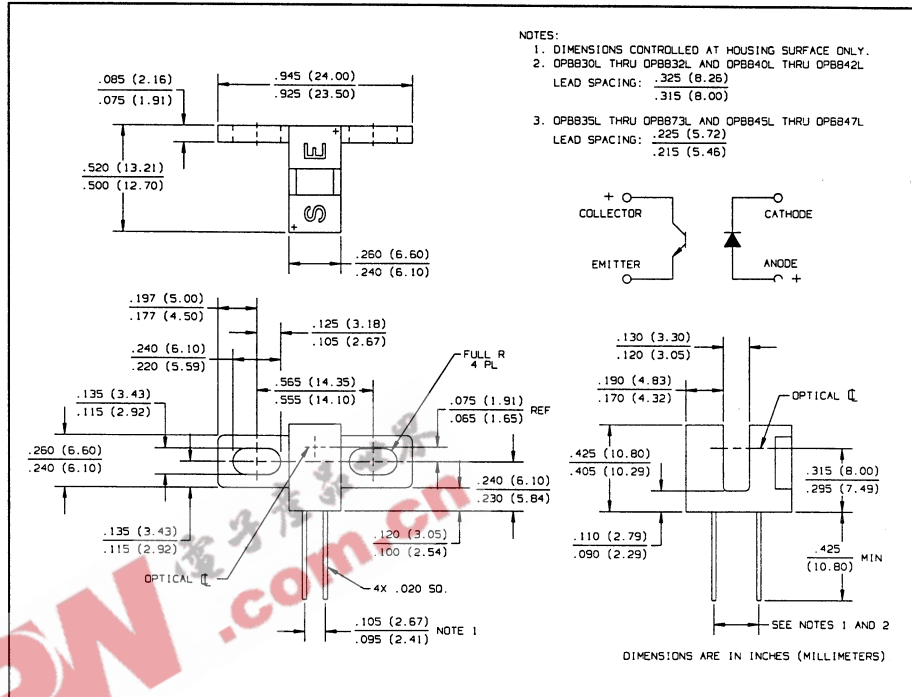 NOTES:
1. DIMENSIONS CONTROLLED AT HOUSING SURFACE ONLY.
2. OPB830L THRU OPB832L AND OPB840L THRU OPB842L
LEAD SPACING: .325 (8.26)
.315 (8.00)
3. OPB835L THRU OPB873L AND OPB845L THRU OPB847L
LEAD SPACING: .225 (5.72)
.215 (5.46)
.085 (2.16)
.075 (1.91)
.945 (24.00)
.925 (23.50)
.520 (13.21)
.500 (12.70)
+
E
S
+
.260 (6.60)
.240 (6.10)
+
COLLECTOR
CATHODE
EMITTER
ANODE
+
.197 (5.00)
.177 (4.50)
.125 (3.18)
.105 (2.67)
.240 (6.10)
.220 (5.59)
FULL R
4 PL
.565 (14.35)
.555 (14.10)
.135 (3.43)
.115 (2.92)
.075 (1.91)
.065 (1.65) REF
.260 (6.60)
.240 (6.10)
.240 (6.10)
.230 (5.84)
.135 (3.43)
.115 (2.92)
.120 (3.05)
.100 (2.54)
OPTICAL ℄
4X .020 SQ.
.105 (2.67)
.095 (2.41) NOTE 1
.130 (3.30)
.120 (3.05)
.190 (4.83)
.170 (4.32)
OPTICAL ℄
.425 (10.80)
.405 (10.29)
.315 (8.00)
.295 (7.49)
.110 (2.79)
.090 (2.29)
.425
(10.80) MIN
SEE NOTES 1 AND 2
DIMENSIONS ARE IN INCHES (MILLIMETERS)
電子產品世界
.com.cn